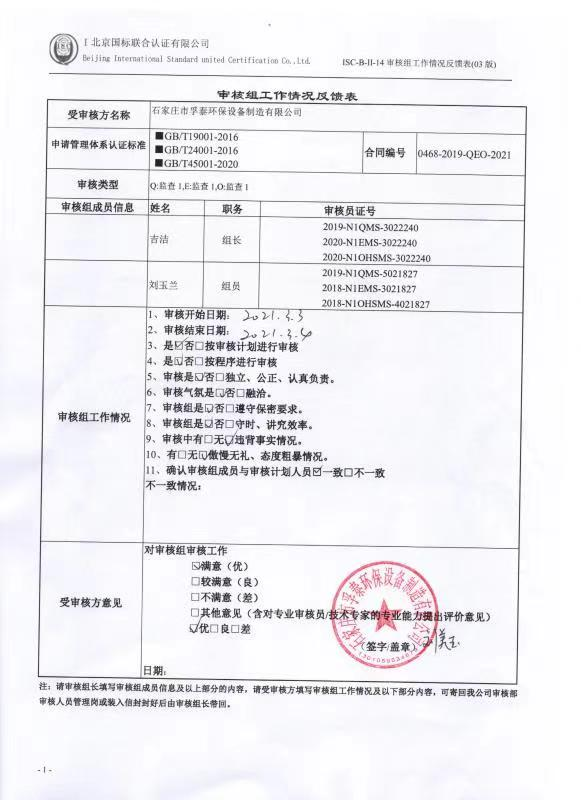 I 北京国标联合认证有限公司
Beijing International Standard united Certification Co.,Ltd.
ISC-B-II-14 审核组工作情况反馈表(03 版)
审核组工作情况反馈表
受审核方名称 石家庄市孚泰环保设备制造有限公司
申请管理体系认证标准
■GB/T19001-2016
■GB/T24001-2016
■GB/T45001-2020
合同编号 0468-2019-QEO-2021
审核类型 Q:监查 1,E:监查 1,O:监查 1
审核组成员信息 姓名 职务 审核员证号
吉洁 组长
2019-N1QMS-3022240
2020-N1EMS-3022240
2020-N1OHSMS-3022240
刘玉兰 组员
2019-N1QMS-5021827
2018-N1EMS-3021827
2018-N1OHSMS-4021827
审核组工作情况
1、审核开始日期: 2021.3.3
2、审核结束日期: 2021.3.4
3、是☑否□按审核计划进行审核
4、是☑否□按程序进行审核
5、审核是☑否□独立、公正、认真负责。
6、审核气氛是☑否□融洽。
7、审核组是☑否□遵守保密要求。
8、审核组是☑否□守时、讲究效率。
9、审核中有□无☑违背事实情况。
10、有□无☑傲慢无礼、态度粗暴情况。
11、确认审核组成员与审核计划人员☑一致□不一致
不一致情况:
受审核方意见
对审核组审核工作
☑满意(优)
□较满意(良)
□不满意(差)
□其他意见(含对专业审核员/技术专家的专业能力提出评价意见)
☑优□良□差
(签字/盖章)
石家庄市孚泰环保设备制造有限公司
日期:
注:请审核组长填写审核组成员信息及以上部分的内容,请受审核方填写审核组工作情况及以下部分内容,可寄回我公司审核部
审核人员管理岗或装入信封封好后由审核组长带回。
- 1 -